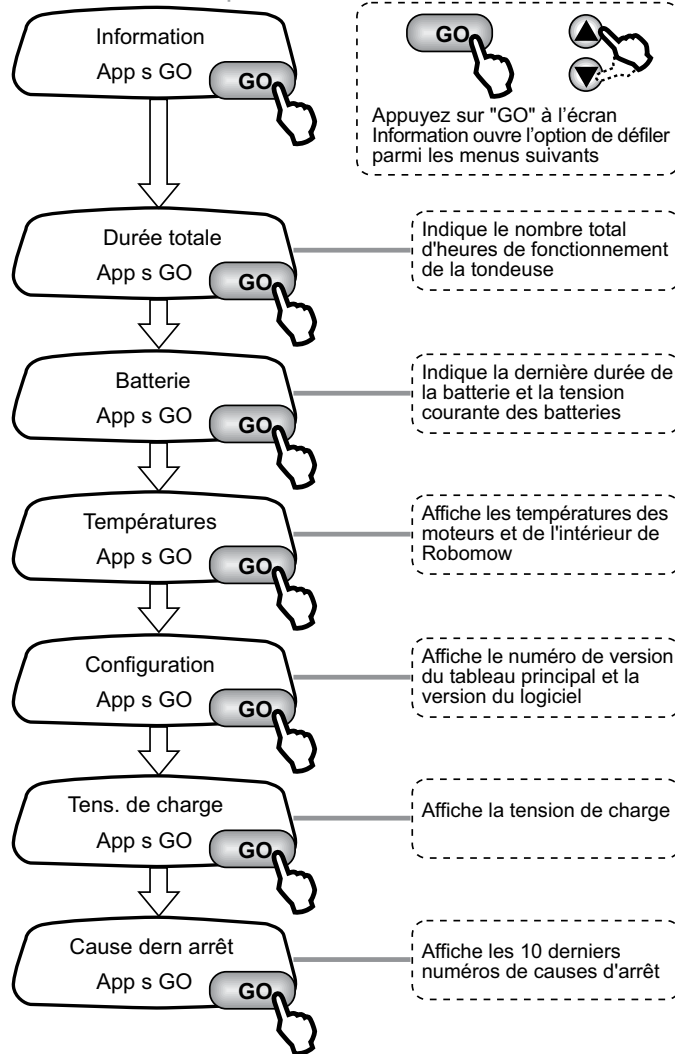 Information
App s GO
GO
GO
Appuyez sur "GO" à l’écran
Information ouvre l’option de défiler
parmi les menus suivants
Durée totale
App s GO
GO
Indique le nombre total
d'heures de fonctionnement
de la tondeuse
Batterie
App s GO
GO
Indique la dernière durée de
la batterie et la tension
courante des batteries
Températures
App s GO
GO
Affiche les températures des
moteurs et de l'intérieur de
Robomow
Configuration
App s GO
GO
Affiche le numéro de version
du tableau principal et la
version du logiciel
Tens. de charge
App s GO
GO
Affiche la tension de charge
Cause dern arrêt
App s GO
GO
Affiche les 10 derniers
numéros de causes d'arrêt